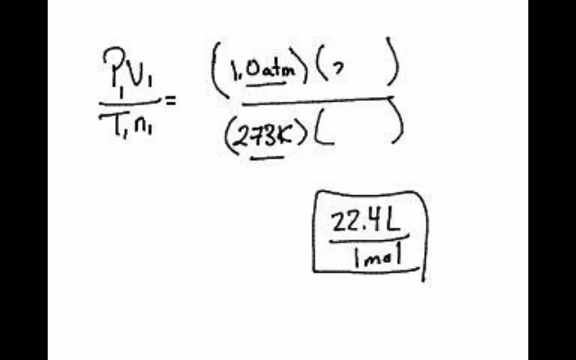 P₁V₁ / T₁n₁ = (1.0atm)( ) / (273K)( )
22.4L / 1mol